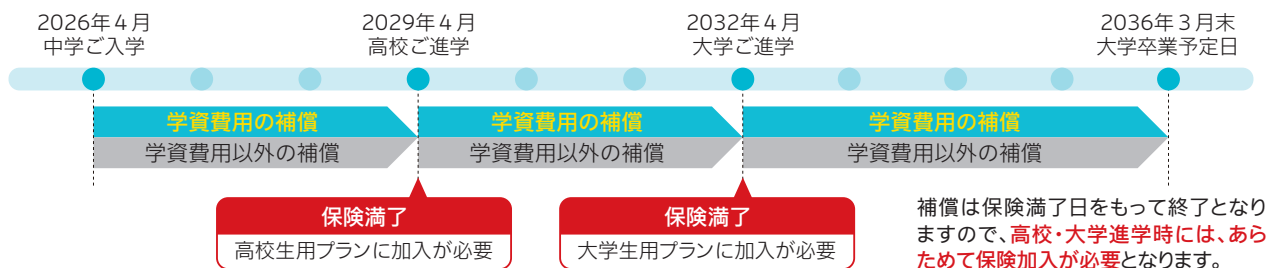 2026年4月
中学ご入学
2029年4月
高校ご進学
2032年4月
大学ご進学
2036年3月末
大学卒業予定日
学資費用の補償
学資費用の補償
学資費用の補償
学資費用以外の補償
学資費用以外の補償
学資費用以外の補償
保険満了
高校生用プランに加入が必要
保険満了
大学生用プランに加入が必要
補償は保険満了日をもって終了となり
ますので、高校・大学進学時には、あら
ためて保険加入が必要となります。